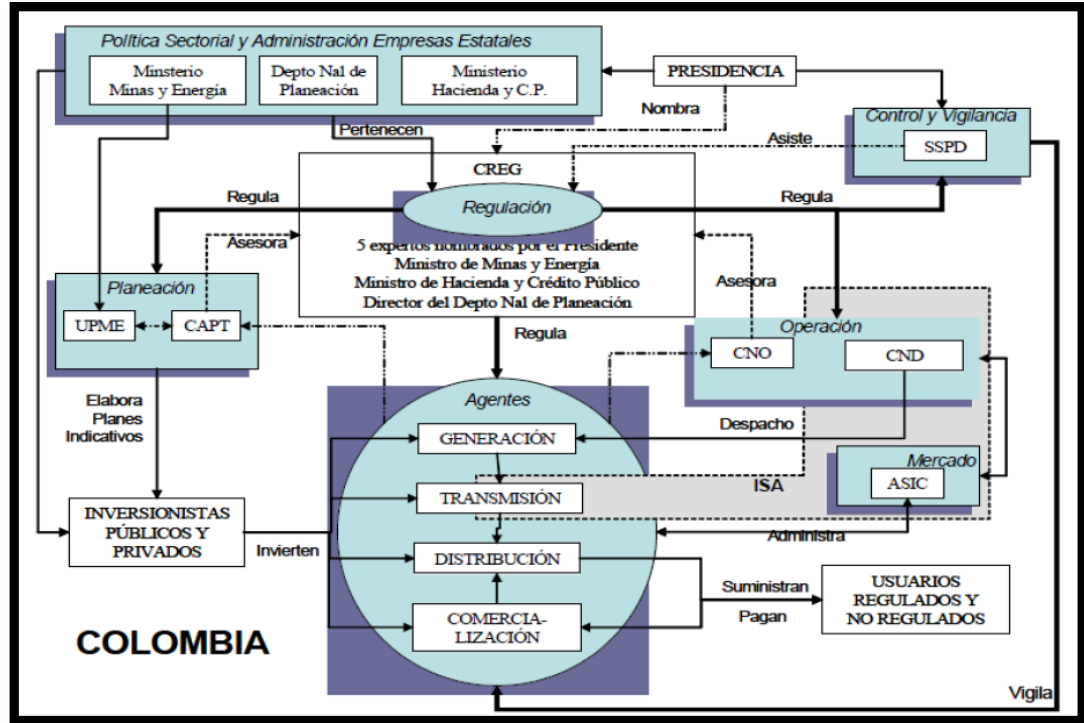 Política Sectorial y Administración Empresas Estatales
Minsterio
Minas y Energía
Depto Nal de
Planeación
Ministerio
Hacienda y C.P.
PRESIDENCIA
Nombra
Control y Vigilancia
SSPD
Pertenecen
Asiste
CREG
Regulación
Regula
Regula
5 expertos nombrados por el Presidente
Ministro de Minas y Energía
Ministro de Hacienda y Crédito Público
Director del Depto Nal de Planeación
Asesora
Asesora
Planeación
UPME
CAPT
Regula
Operación
CNO
CND
Elabora
Planes
Indicativos
Agentes
GENERACIÓN
Despacho
TRANSMISIÓN
ISA
Mercado
ASIC
INVERSIONISTAS
PÚBLICOS Y
PRIVADOS
Invierten
Administra
DISTRIBUCIÓN
Suministran
Pagan
USUARIOS
REGULADOS Y
NO REGULADOS
COMERCIA-
LIZACIÓN
COLOMBIA
Vigila